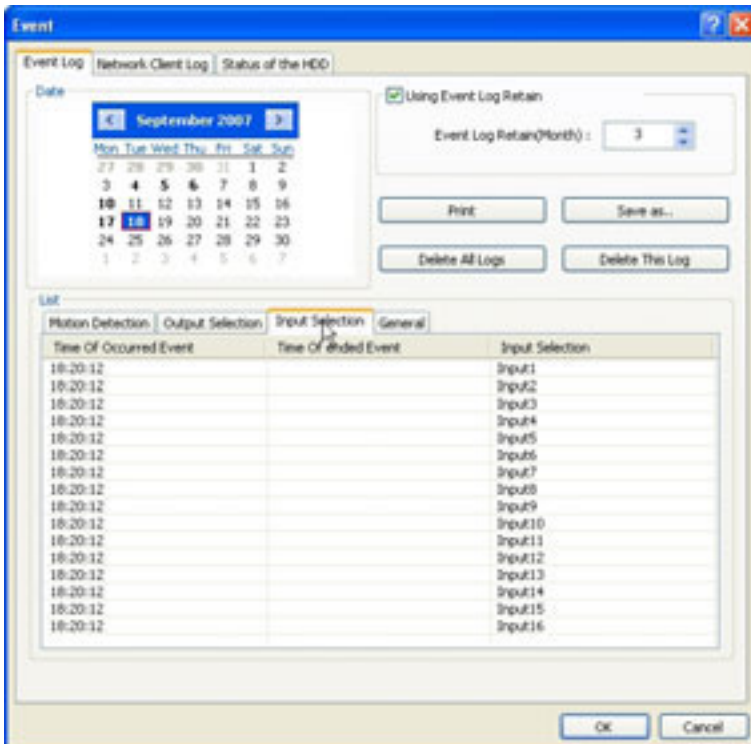 Event
Event Log Network Client Log Status of the HDD
Date
September 2007
Mon Tue Wed Thu Fri Sat Sun
27 28 29 30 31 1 2
3 4 5 6 7 8 9
10 11 12 13 14 15 16
17 18 19 20 21 22 23
24 25 26 27 28 29 30
1 2 3 4 5 6 7
Using Event Log Retain
Event Log Retain(Month) : 3
Print Save as...
Delete All Logs Delete This Log
List
Motion Detection Output Selection Input Selection General
Time Of Occurred Event Time Of ended Event Input Selection
18:20:12 Input1
18:20:12 Input2
18:20:12 Input3
18:20:12 Input4
18:20:12 Input5
18:20:12 Input6
18:20:12 Input7
18:20:12 Input8
18:20:12 Input9
18:20:12 Input10
18:20:12 Input11
18:20:12 Input12
18:20:12 Input13
18:20:12 Input14
18:20:12 Input15
18:20:12 Input16
OK Cancel